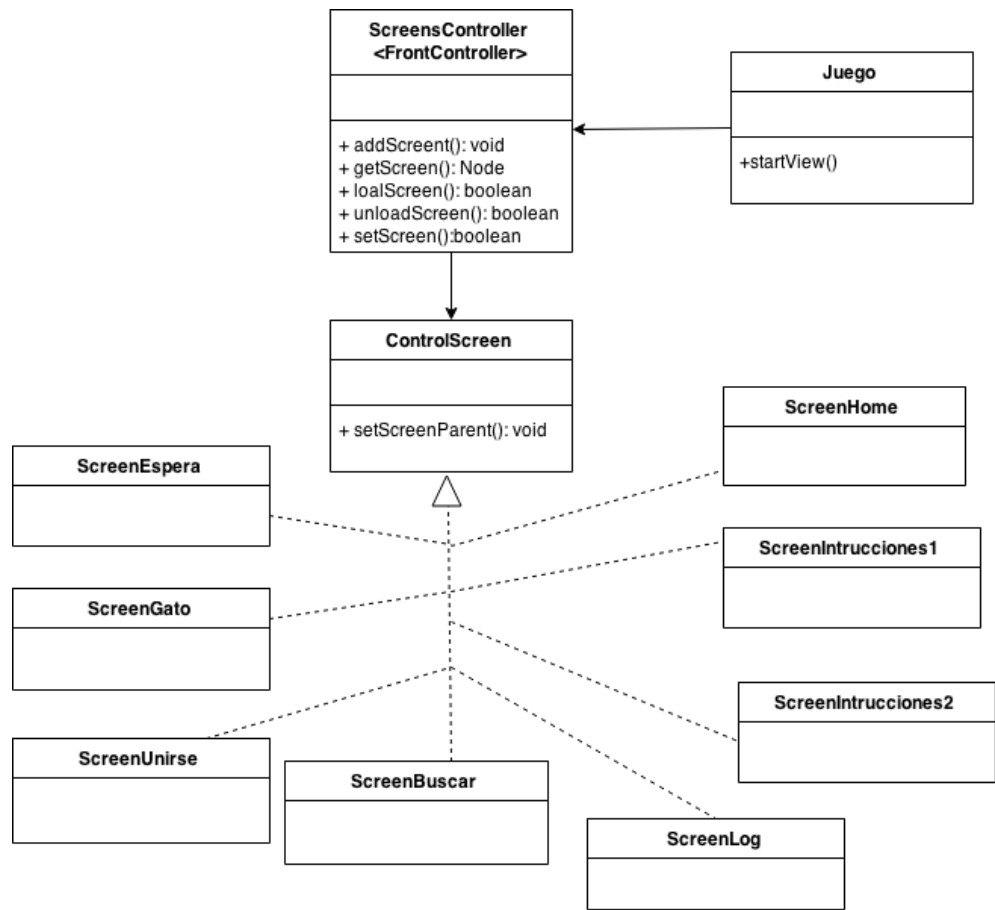 ScreensController
<FrontController>
+ addScreent(): void
+ getScreen(): Node
+ loalScreen(): boolean
+ unloadScreen(): boolean
+ setScreen():boolean
Juego
+startView()
ControlScreen
+ setScreenParent(): void
ScreenHome
ScreenEspera
ScreenIntrucciones1
ScreenGato
ScreenIntrucciones2
ScreenUnirse
ScreenBuscar
ScreenLog